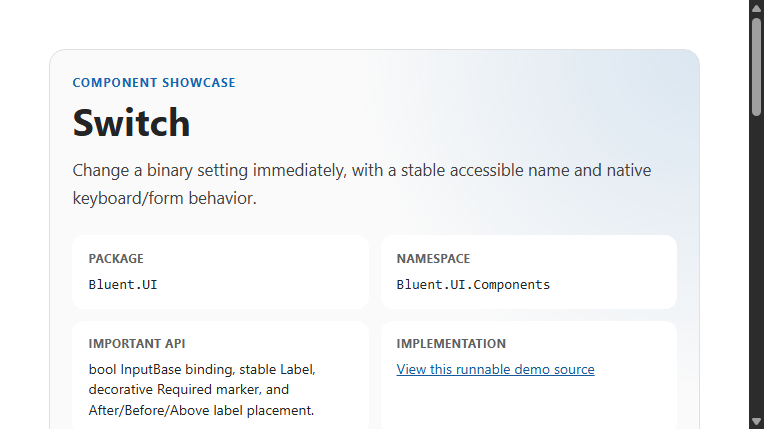 COMPONENT SHOWCASE
Switch
Change a binary setting immediately, with a stable accessible name and native
keyboard/form behavior.
PACKAGE
Bluent.UI
NAMESPACE
Bluent.UI.Components
IMPORTANT API
bool InputBase binding, stable Label,
decorative Required marker, and
After/Before/Above label placement.
IMPLEMENTATION
View this runnable demo source